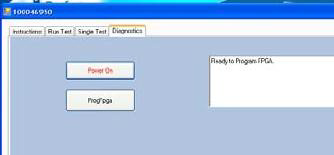 100046950
Instructions Run Test Single Test Diagnostics
Power On
Ready to Program FPGA.
ProgFpga